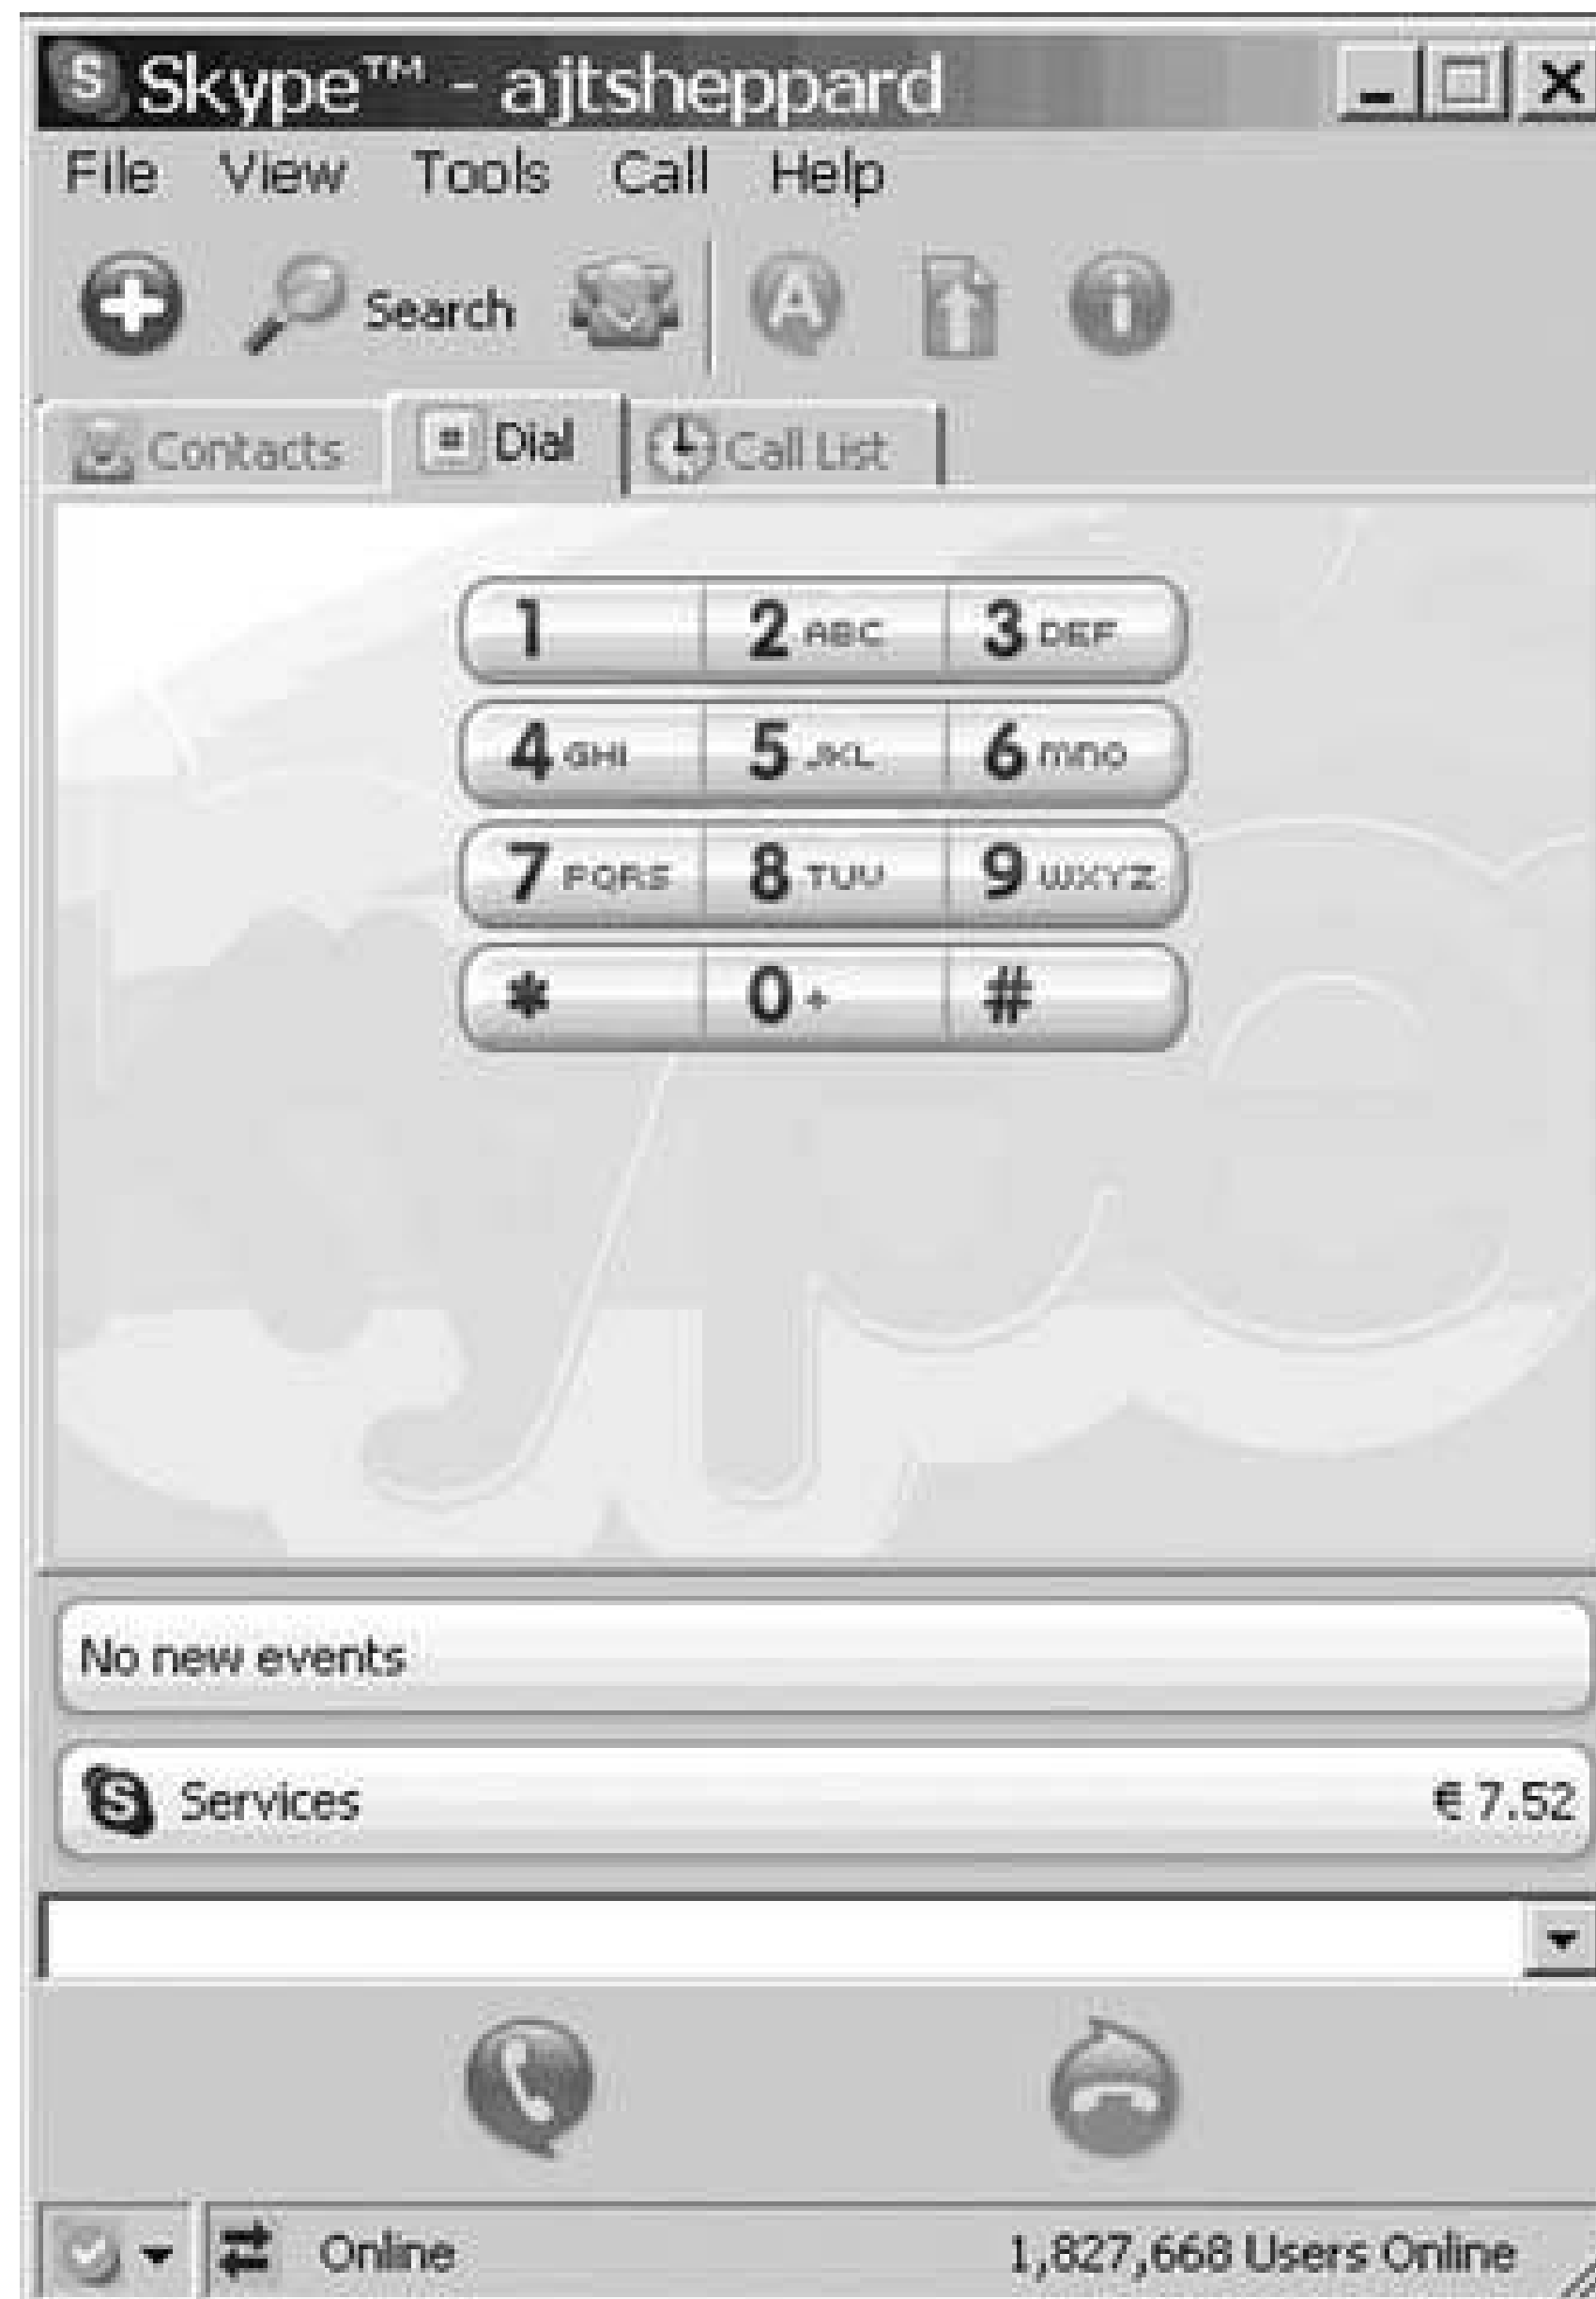 S Skype™ - ajtsheppard
File View Tools Call Help
Search A i
Contacts Dial Call List
1 2 ABC 3 DEF
4 GHI 5 JKL 6 mno
7 PQRS 8 TUV 9 WXYZ
* 0 + #
No new events
S Services € 7.52
Online 1,827,668 Users Online